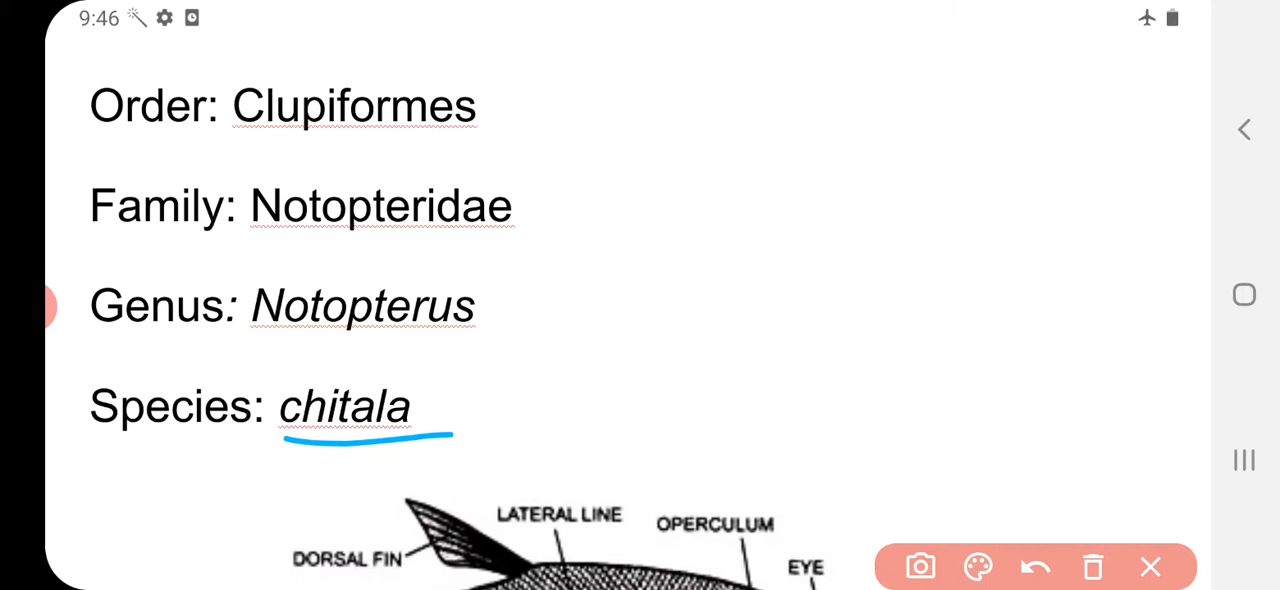 9:46
Order: Clupiformes
Family: Notopteridae
Genus: Notopterus
Species: chitala
LATERAL LINE
OPERCULUM
DORSAL FIN
EYE